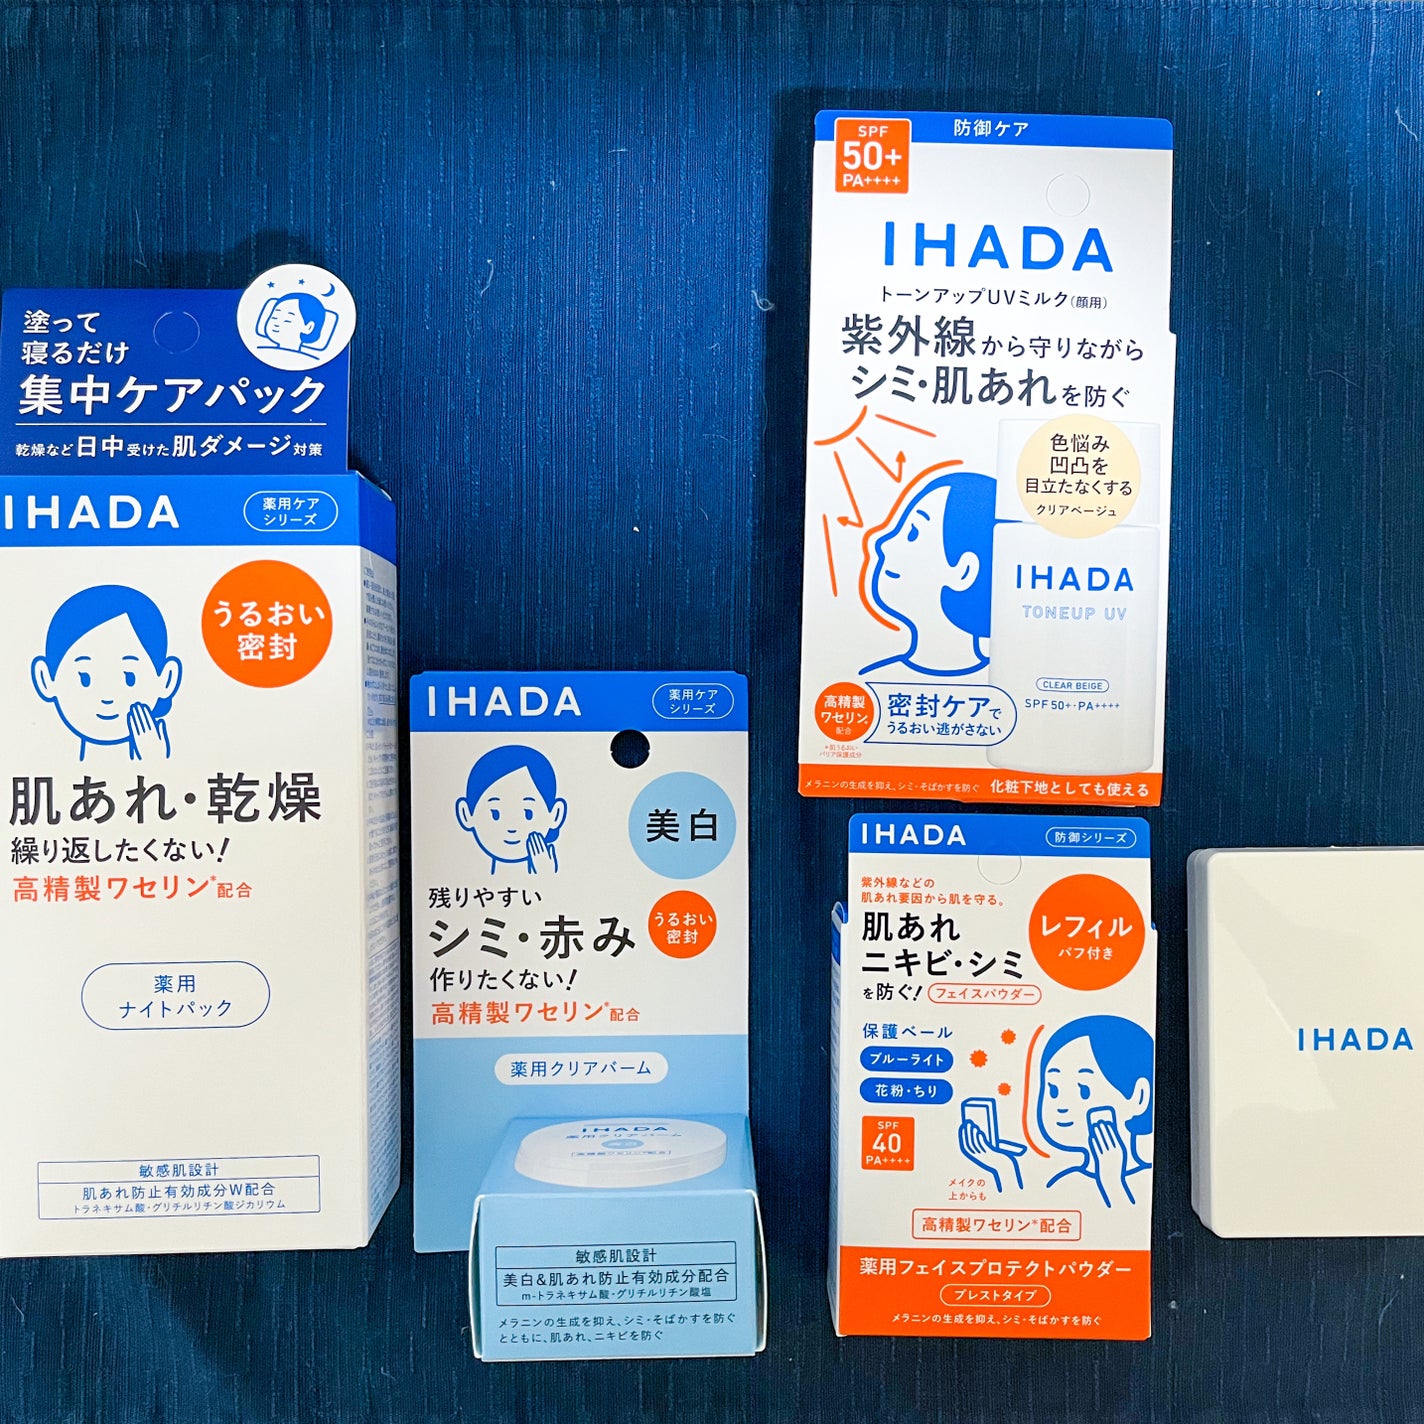 塗って
寝るだけ
集中ケアパック
乾燥など日中受けた肌ダメージ対策
IHADA
薬用ケア
シリーズ
うるおい
密封
肌あれ・乾燥
繰り返したくない!
高精製ワセリン*配合
薬用
ナイトパック
敏感肌設計
肌あれ防止有効成分W配合
トラネキサム酸・グリチルリチン酸ジカリウム
IHADA
薬用ケア
シリーズ
美白
残りやすい
シミ・赤み
作りたくない!
うるおい
密封
高精製ワセリン*配合
薬用クリアバーム
IHADA
薬用クリアバーム
美白
敏感肌設計
美白&肌あれ防止有効成分配合
m-トラネキサム酸・グリチルリチン酸塩
メラニンの生成を抑え、シミ・そばかすを防ぐ
とともに、肌あれ、ニキビを防ぐ
防御ケア
SPF
50+
PA++++
IHADA
トーンアップUVミルク(顔用)
紫外線から守りながら
シミ・肌あれを防ぐ
色悩み
凹凸を
目立たなくする
クリアベージュ
IHADA
TONEUP UV
CLEAR BEIGE
SPF50+・PA++++
高精製
ワセリン*
配合
*肌うるおい
バリア保護成分
密封ケアで
うるおい逃がさない
メラニンの生成を抑え、シミ・そばかすを防ぐ 化粧下地としても使える
IHADA
防御シリーズ
紫外線などの
肌あれ要因から肌を守る。
肌あれ
ニキビ・シミ
を防ぐ! フェイスパウダー
レフィル
パフ付き
保護ベール
ブルーライト
花粉・ちり
SPF
40
PA++++
メイクの
上からも
高精製ワセリン*配合
薬用フェイスプロテクトパウダー
プレストタイプ
メラニンの生成を抑え、シミ・そばかすを防ぐ
IHADA